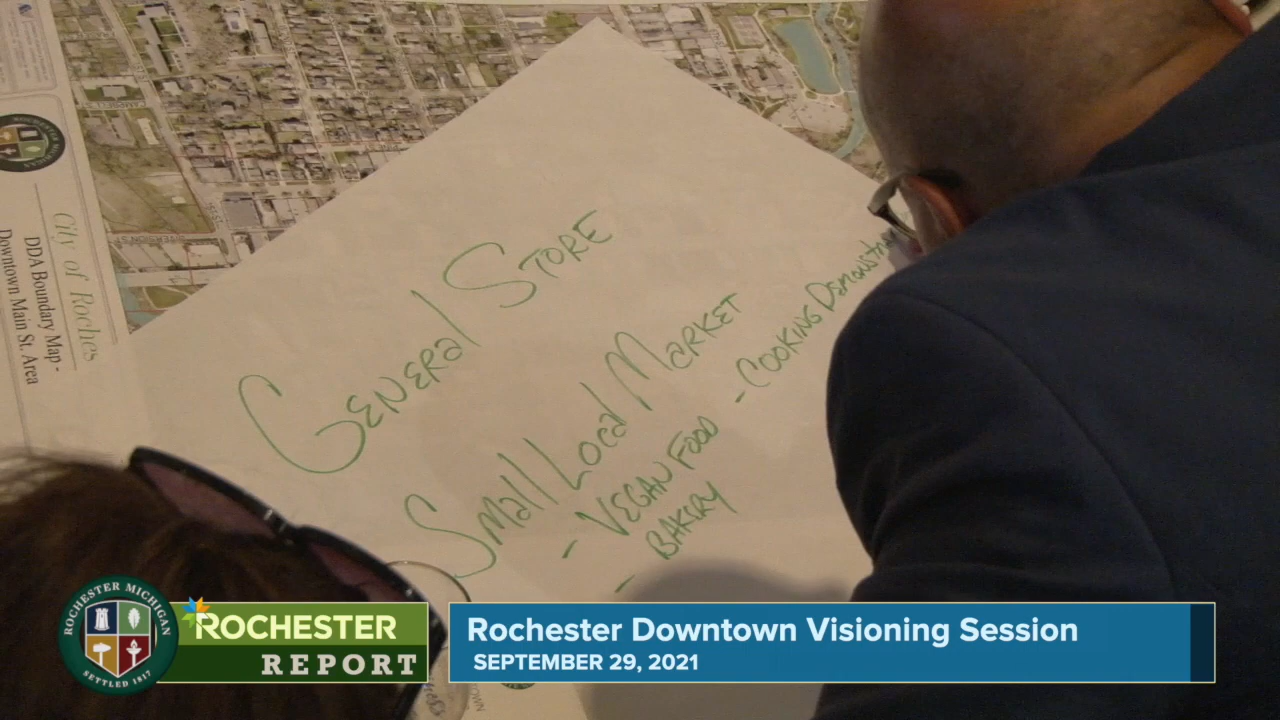 City of Roches
DDA Boundary Map -
Downtown Main St. Area
GENERal STORE
Small Local MaRKET
- VEGAN FOOD
- BAKERY
- COOKING DEMONSTRA
ROCHESTER MICHIGAN
SETTLED 1817
ROCHESTER
REPORT
Rochester Downtown Visioning Session
SEPTEMBER 29, 2021